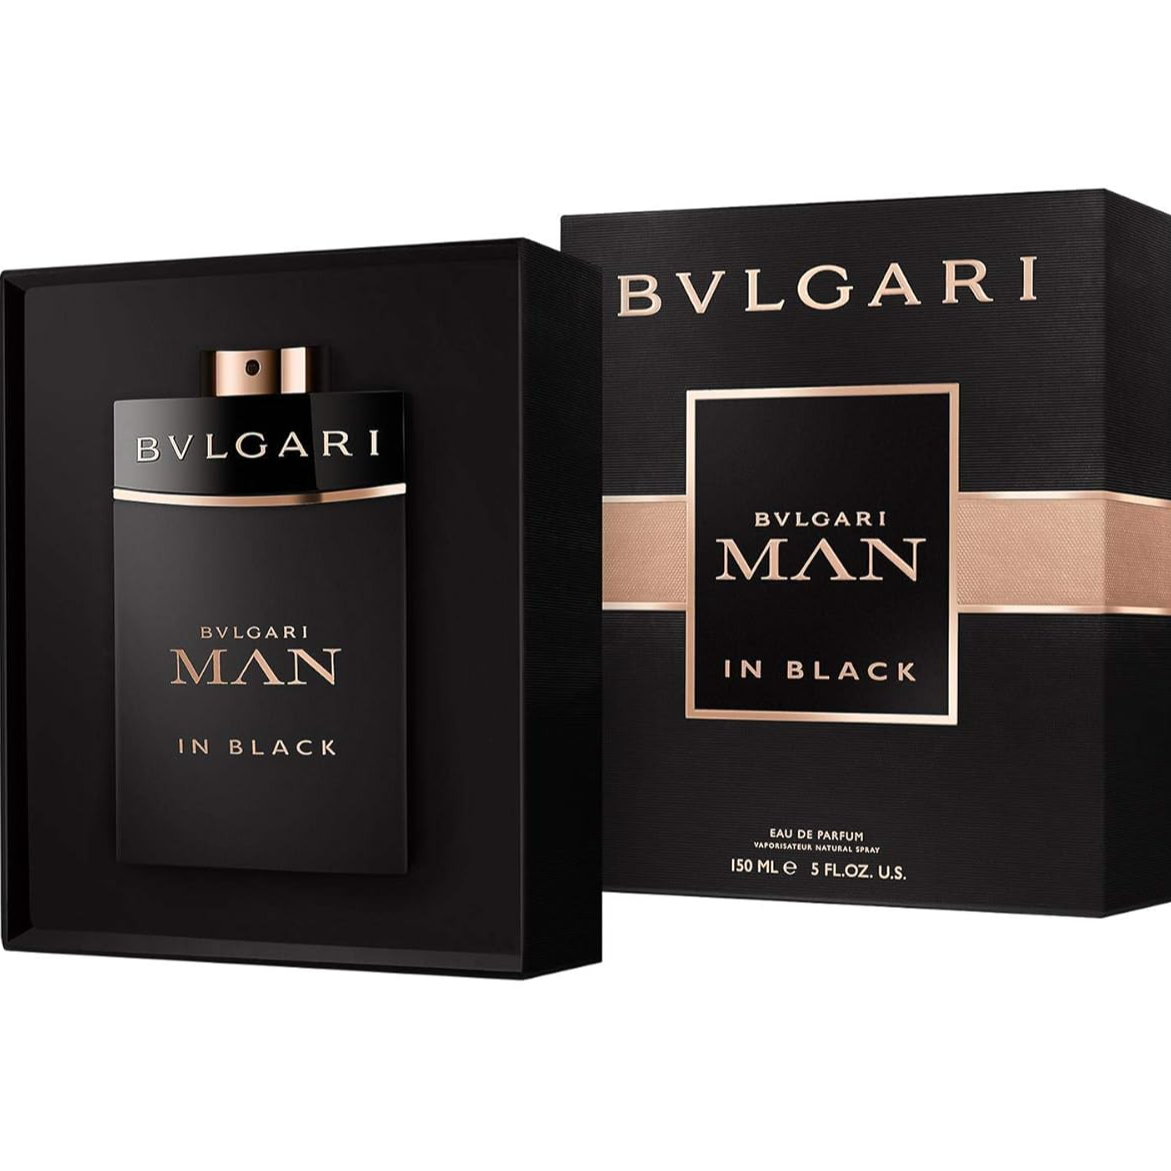 BVLGARI
BVLGARI
MAN
IN BLACK
BVLGARI
BVLGARI
MAN
IN BLACK
EAU DE PARFUM
VAPORISATEUR NATURAL SPRAY
150 ML e 5 FL.OZ. U.S.